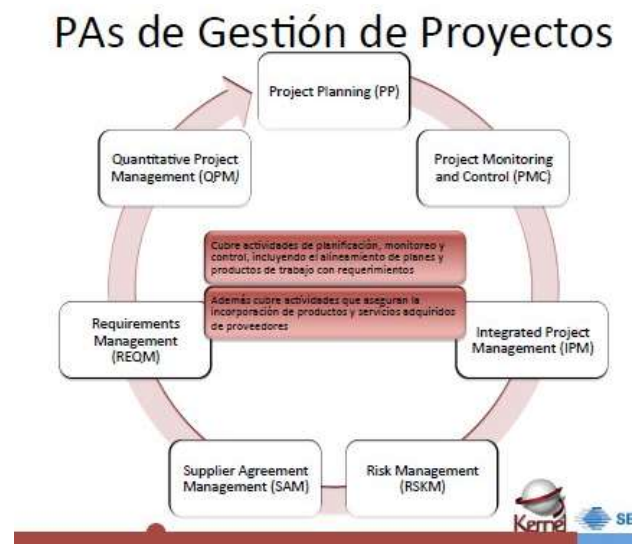 PAs de Gestión de Proyectos
Project Planning (PP)
Project Monitoring
and Control (PMC)
Integrated Project
Management (IPM)
Risk Management
(RSKM)
Supplier Agreement
Management (SAM)
Requirements
Management
(REQM)
Quantitative Project
Management (QPM)
Cubre actividades de planificación, monitoreo y
control, incluyendo el alineamiento de planes y
productos de trabajo con requerimientos
Además cubre actividades que aseguran la
incorporación de productos y servicios adquiridos
de proveedores
Kernel
SE